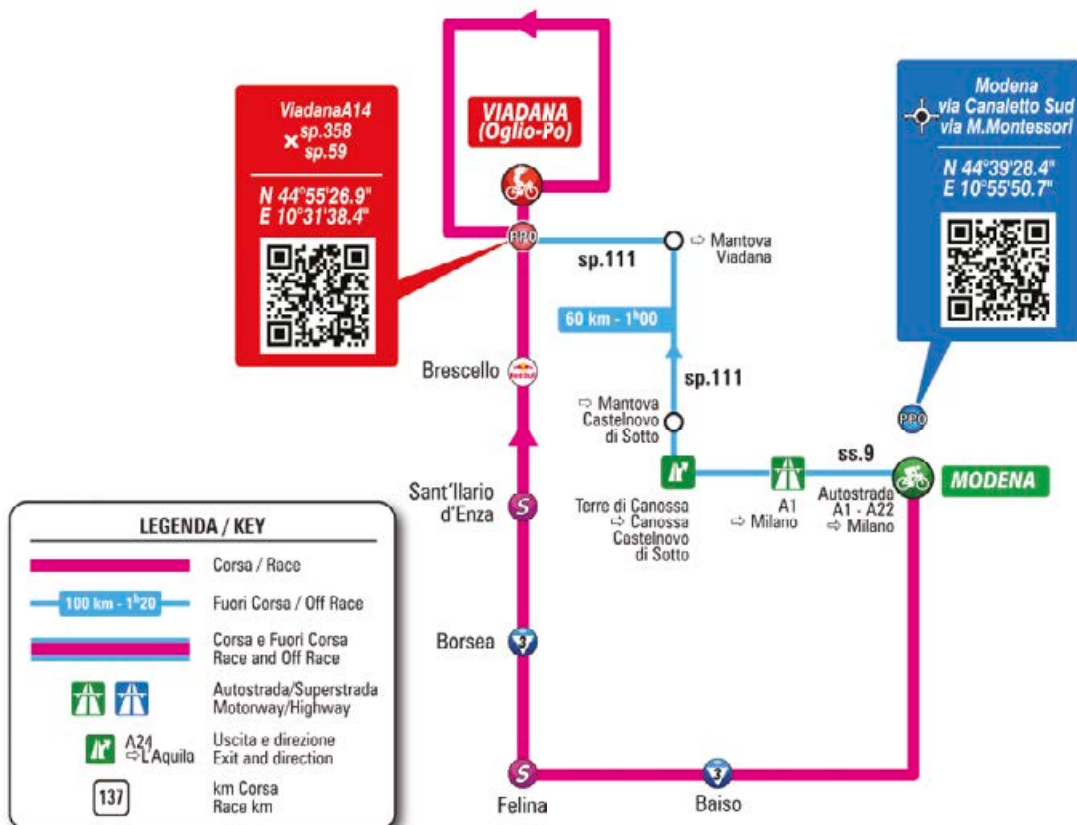 ViadanaA14
sp.358
sp.59
N 44°55'26.9"
E 10°31'38.4"
VIADANA
(Oglio-Po)
Modena
via Canaletto Sud
via M.Montessori
N 44°39'28.4"
E 10°55'50.7"
PPO
sp.111
⇨ Mantova
Viadana
60 km - 1ʰ00
Brescello
Red Bull
sp.111
⇨ Mantova
Castelnovo
di Sotto
PPO
ss.9
MODENA
Sant'Ilario
d'Enza
S
Terre di Canossa
⇨ Canossa
Castelnovo
di Sotto
A1
⇨ Milano
Autostrada
A1 - A22
⇨ Milano
Borsea
3
S
Felina
3
Baiso
LEGENDA / KEY
Corsa / Race
100 km - 1ʰ20
Fuori Corsa / Off Race
Corsa e Fuori Corsa
Race and Off Race
Autostrada/Superstrada
Motorway/Highway
A24
⇨L'Aquila
Uscita e direzione
Exit and direction
137
km Corsa
Race km